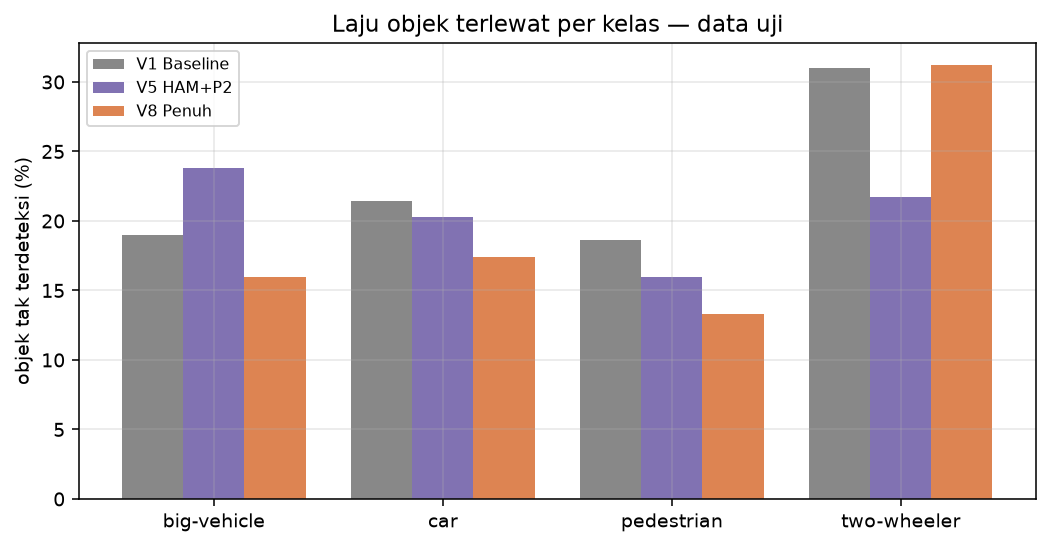 Laju objek terlewat per kelas — data uji
V1 Baseline
V5 HAM+P2
V8 Penuh
objek tak terdeteksi (%)
30
25
20
15
10
5
0
big-vehicle
car
pedestrian
two-wheeler